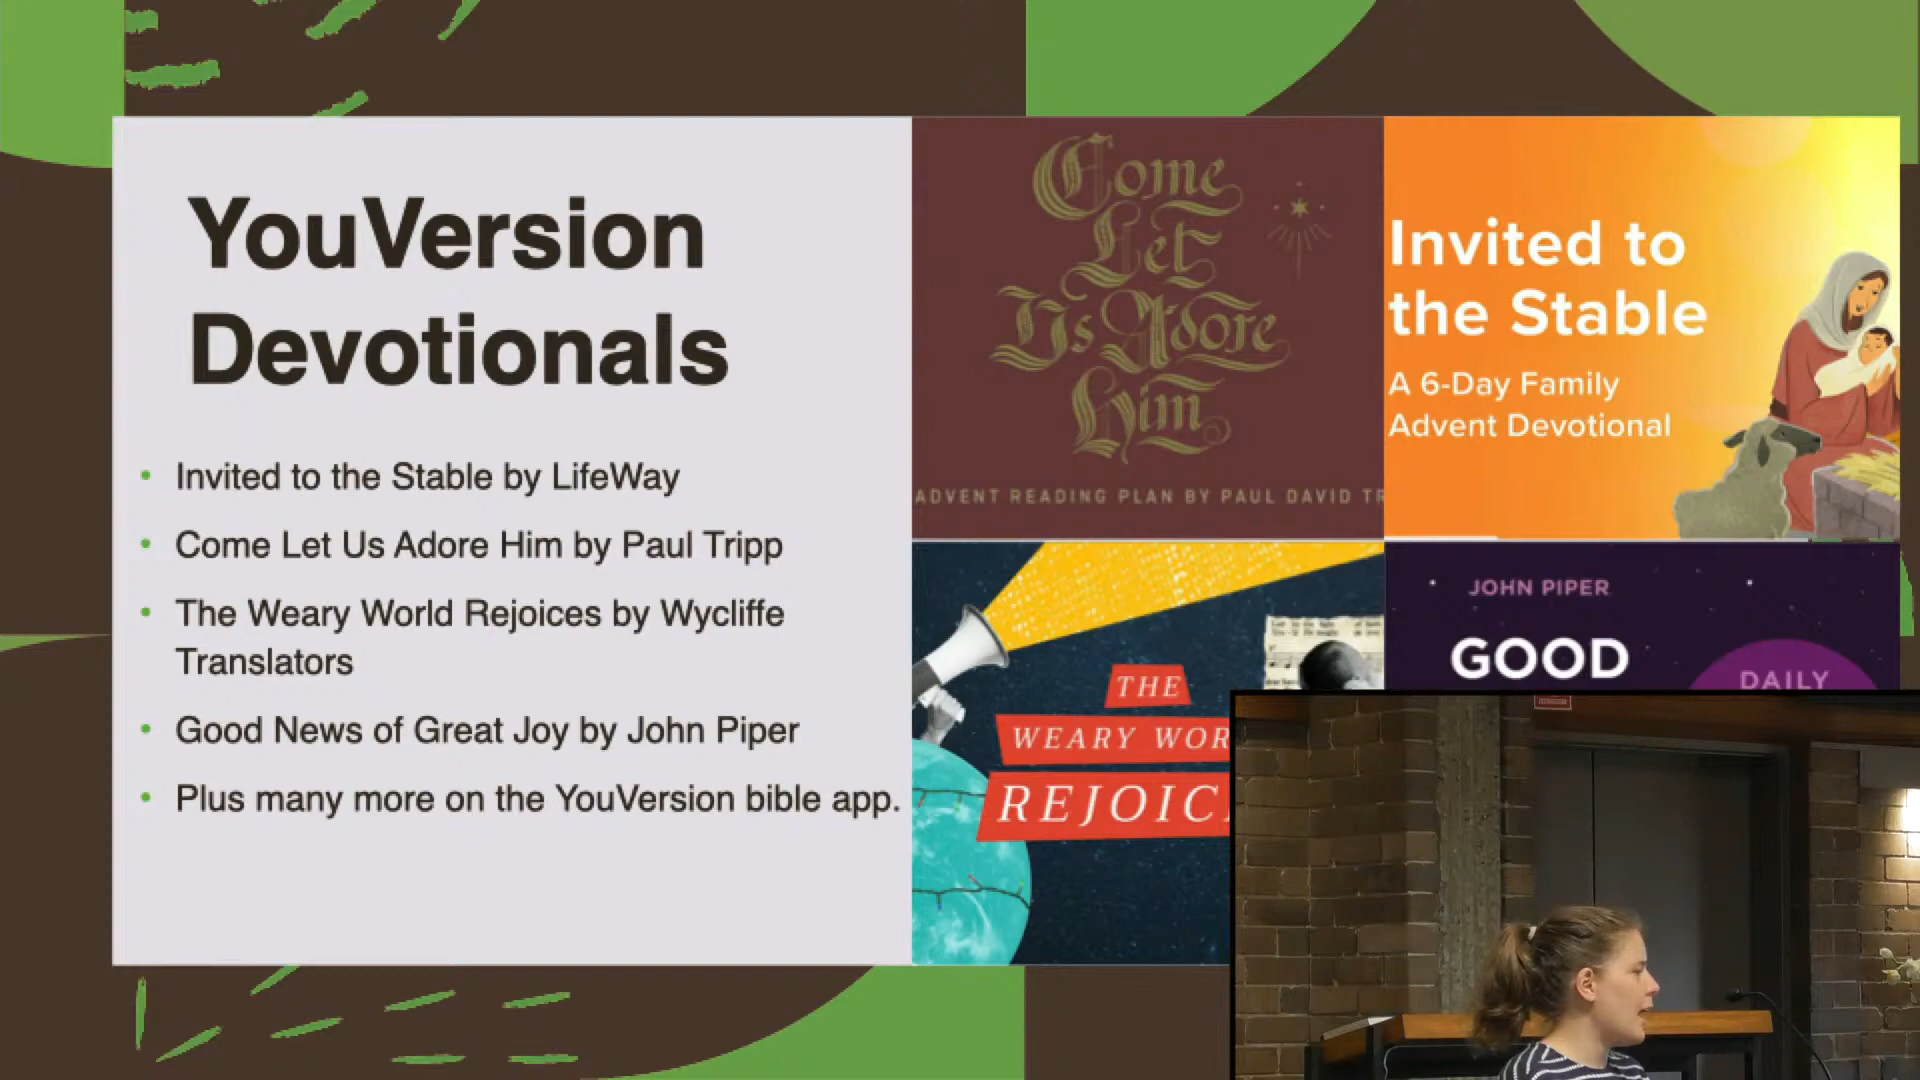 YouVersion
Devotionals
Invited to the Stable by LifeWay
Come Let Us Adore Him by Paul Tripp
The Weary World Rejoices by Wycliffe
Translators
Good News of Great Joy by John Piper
Plus many more on the YouVersion bible app.
Come
Let
Us Adore
Him
ADVENT READING PLAN BY PAUL DAVID TR
Invited to
the Stable
A 6-Day Family
Advent Devotional
THE
WEARY WOR
REJOIC
JOHN PIPER
GOOD
DAILY